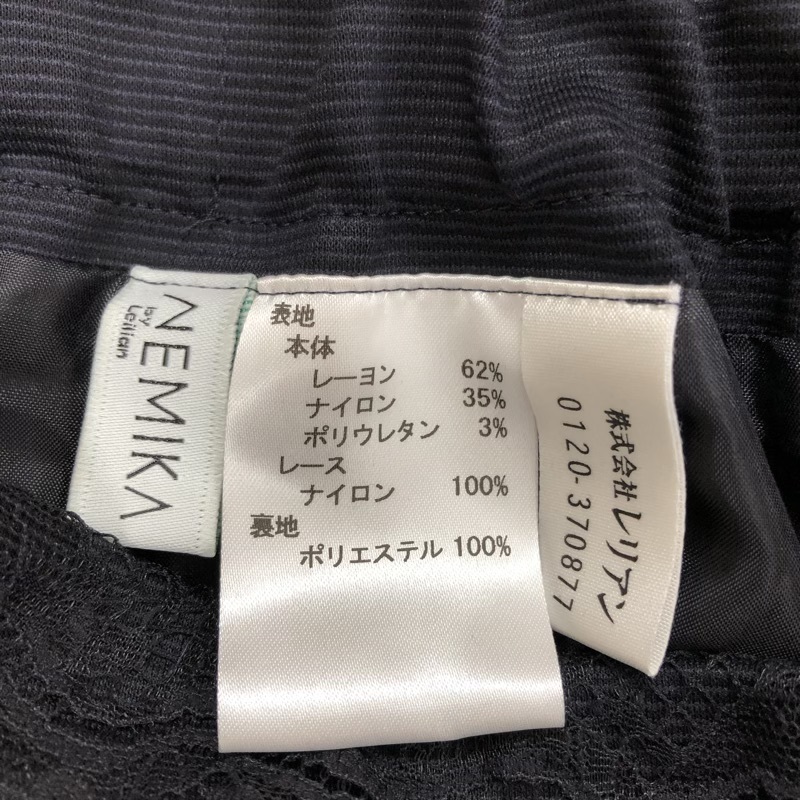 NEMIKA
by
Leilian
表地
本体
レーヨン 62%
ナイロン 35%
ポリウレタン 3%
レース
ナイロン 100%
裏地
ポリエステル 100%
株式会社レリアン
0120-370877